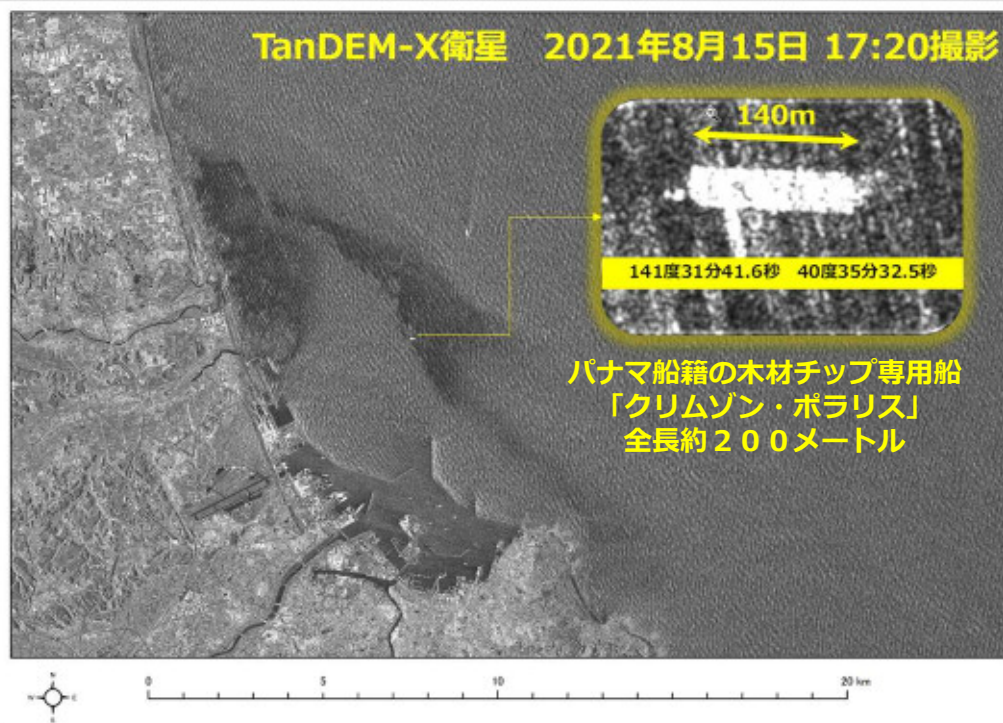 TanDEM-X衛星　2021年8月15日 17:20撮影
140m
141度31分41.6秒　40度35分32.5秒
パナマ船籍の木材チップ専用船
「クリムゾン・ポラリス」
全長約２００メートル
N
W E
S
0 5 10 20 km